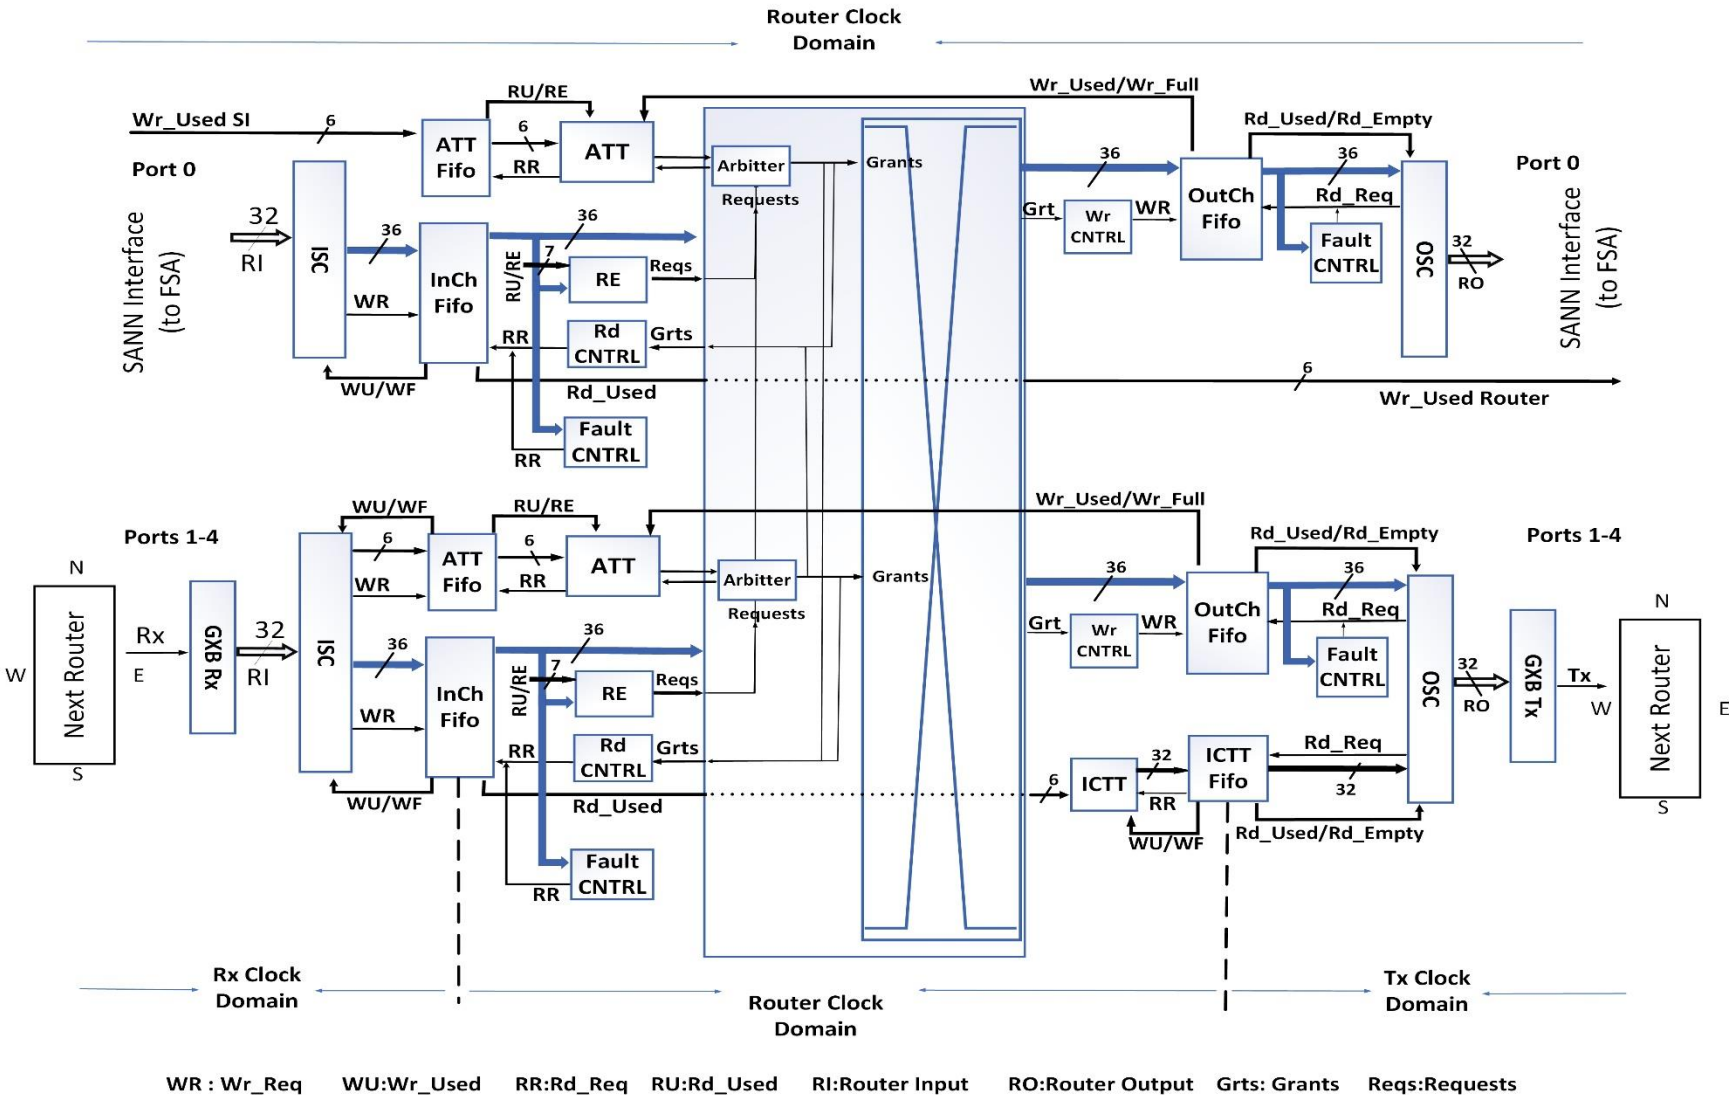 Router Clock
Domain
Wr_Used/Wr_Full
RU/RE
Wr_Used SI
6
ATT
Fifo
6
RR
ATT
Arbitter
Requests
Grants
Rd_Used/Rd_Empty
36
OutCh
Fifo
36
Rd_Req
Port 0
Port 0
SANN Interface
(to FSA)
32
RI
ISC
36
WR
InCh
Fifo
WU/WF
36
RU/RE
7
RE
Reqs
RR
Rd
CNTRL
Grts
Rd_Used
Fault
CNTRL
RR
Grt
Wr
CNTRL
WR
Fault
CNTRL
OSC
32
RO
SANN Interface
(to FSA)
6
Wr_Used Router
Ports 1-4
WU/WF
RU/RE
Wr_Used/Wr_Full
Rd_Used/Rd_Empty
Ports 1-4
N
W
Next Router
E
S
Rx
GXB Rx
32
RI
ISC
6
WR
ATT
Fifo
6
RR
ATT
Arbitter
Requests
Grants
36
WR
InCh
Fifo
WU/WF
36
RU/RE
7
RE
Reqs
RR
Rd
CNTRL
Grts
Rd_Used
Fault
CNTRL
RR
36
Grt
Wr
CNTRL
WR
OutCh
Fifo
36
Rd_Req
Fault
CNTRL
OSC
32
RO
GXB Tx
Tx
N
W
Next Router
E
S
6
ICTT
32
RR
WU/WF
ICTT
Fifo
Rd_Req
32
Rd_Used/Rd_Empty
Rx Clock
Domain
Router Clock
Domain
Tx Clock
Domain
WR : Wr_Req WU:Wr_Used RR:Rd_Req RU:Rd_Used RI:Router Input RO:Router Output Grts: Grants Reqs:Requests